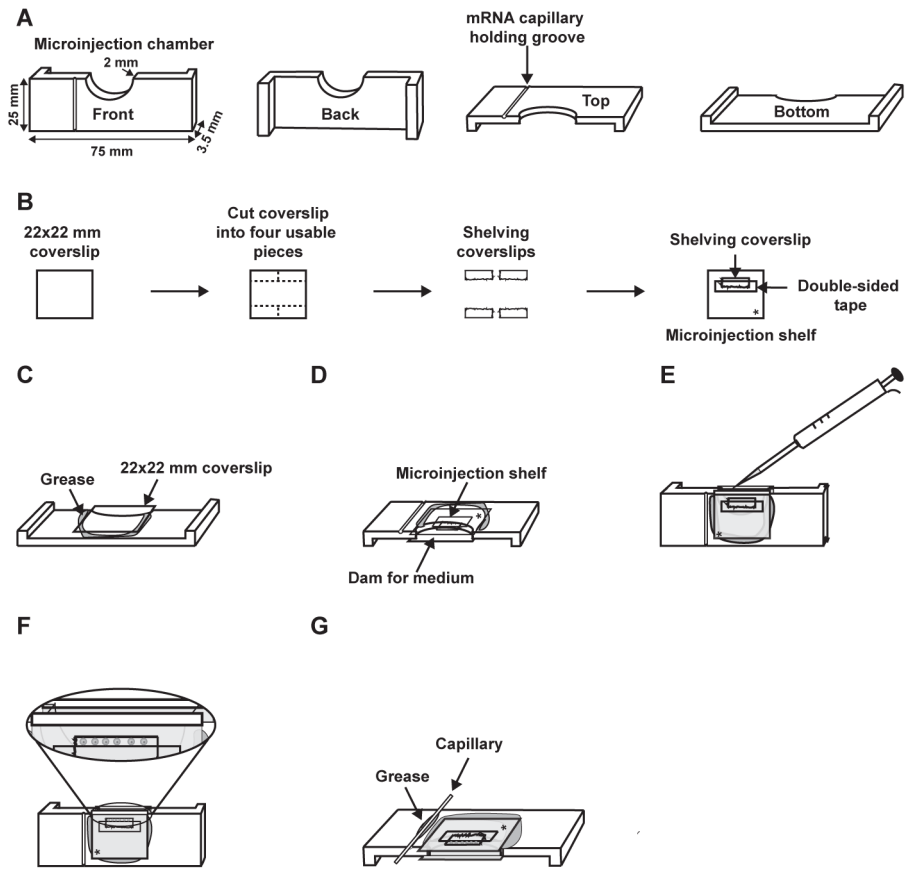 A
Microinjection chamber
2 mm
25 mm
Front
75 mm
3.5 mm
Back
mRNA capillary
holding groove
Top
Bottom
B
22x22 mm
coverslip
Cut coverslip
into four usable
pieces
Shelving
coverslips
Shelving coverslip
Double-sided
tape
*
Microinjection shelf
C
Grease
22x22 mm coverslip
D
Microinjection shelf
*
Dam for medium
E
*
F
*
G
Capillary
Grease
*